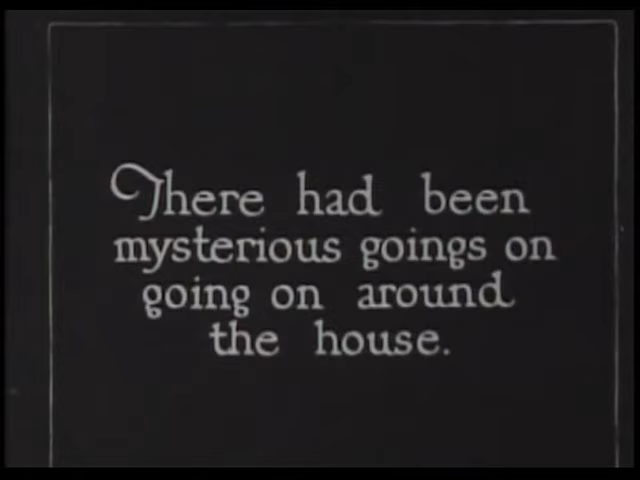 There had been
mysterious goings on
going on around
the house.